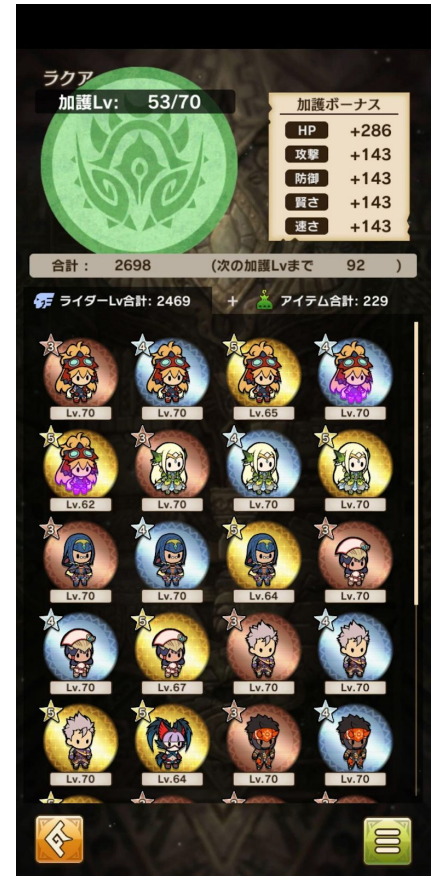 ラクア
加護Lv: 53/70
加護ボーナス
HP +286
攻撃 +143
防御 +143
賢さ +143
速さ +143
合計： 2698 (次の加護Lvまで 92 )
ライダーLv合計: 2469 + アイテム合計: 229
3 4 5 4
Lv.70 Lv.70 Lv.65 Lv.70
5 3 4 5
Lv.62 Lv.70 Lv.70 Lv.70
3 4 5 3
Lv.70 Lv.70 Lv.64 Lv.70
4 5 3 4
Lv.70 Lv.67 Lv.70 Lv.70
5 5 3 4
Lv.70 Lv.64 Lv.70 Lv.70